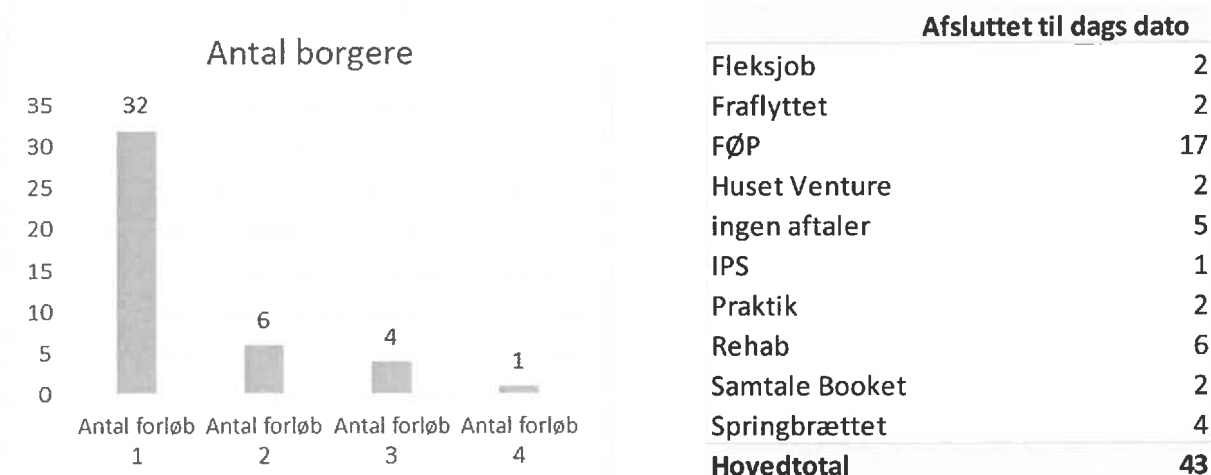 Antal borgere
35
30
25
20
15
10
5
0
32
6
4
1
Antal forløb Antal forløb Antal forløb Antal forløb
1 2 3 4
Afsluttet til dags dato
Fleksjob 2
Fraflyttet 2
FØP 17
Huset Venture 2
ingen aftaler 5
IPS 1
Praktik 2
Rehab 6
Samtale Booket 2
Springbrættet 4
Hovedtotal 43